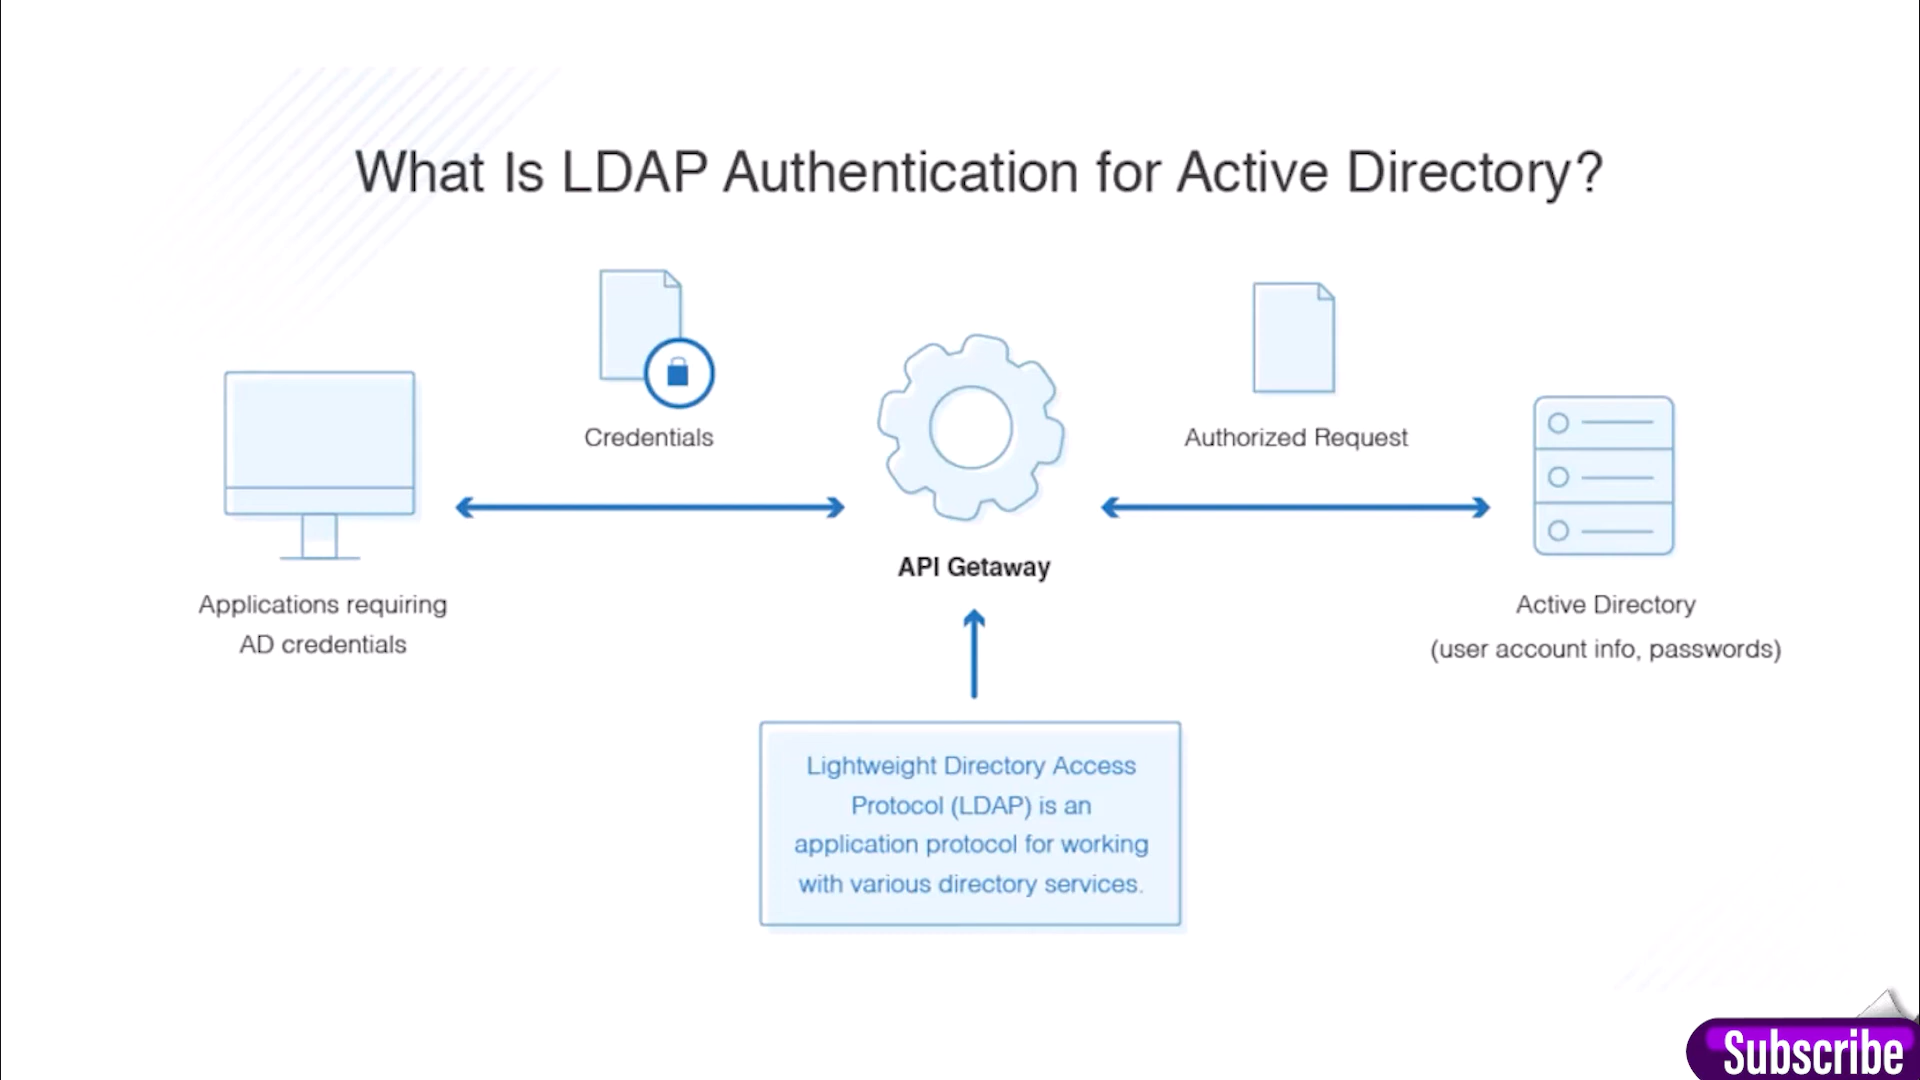 What Is LDAP Authentication for Active Directory?
Credentials
Authorized Request
API Getaway
Applications requiring
AD credentials
Active Directory
(user account info, passwords)
Lightweight Directory Access
Protocol (LDAP) is an
application protocol for working
with various directory services.
Subscribe